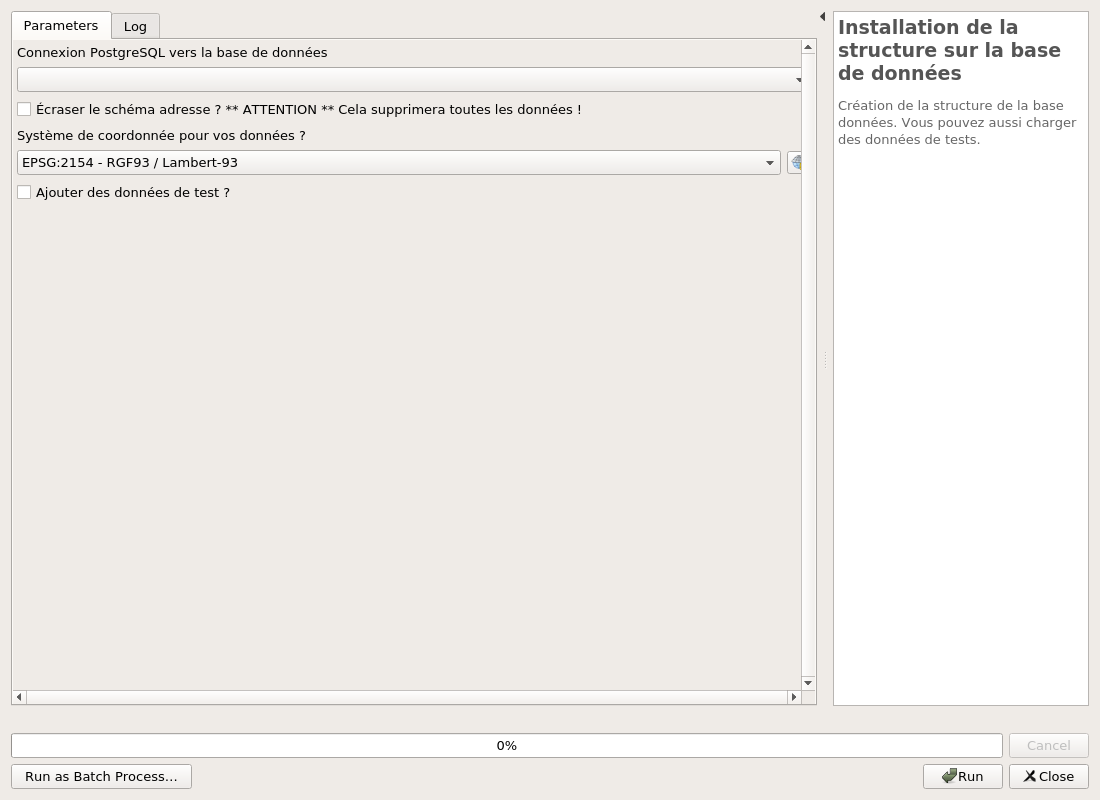 Parameters
Log
Connexion PostgreSQL vers la base de données
Écraser le schéma adresse ? ** ATTENTION ** Cela supprimera toutes les données !
Système de coordonnée pour vos données ?
EPSG:2154 - RGF93 / Lambert-93
Ajouter des données de test ?
Installation de la
structure sur la base
de données
Création de la structure de la base
données. Vous pouvez aussi charger
des données de tests.
0%
Cancel
Run as Batch Process...
Run
Close